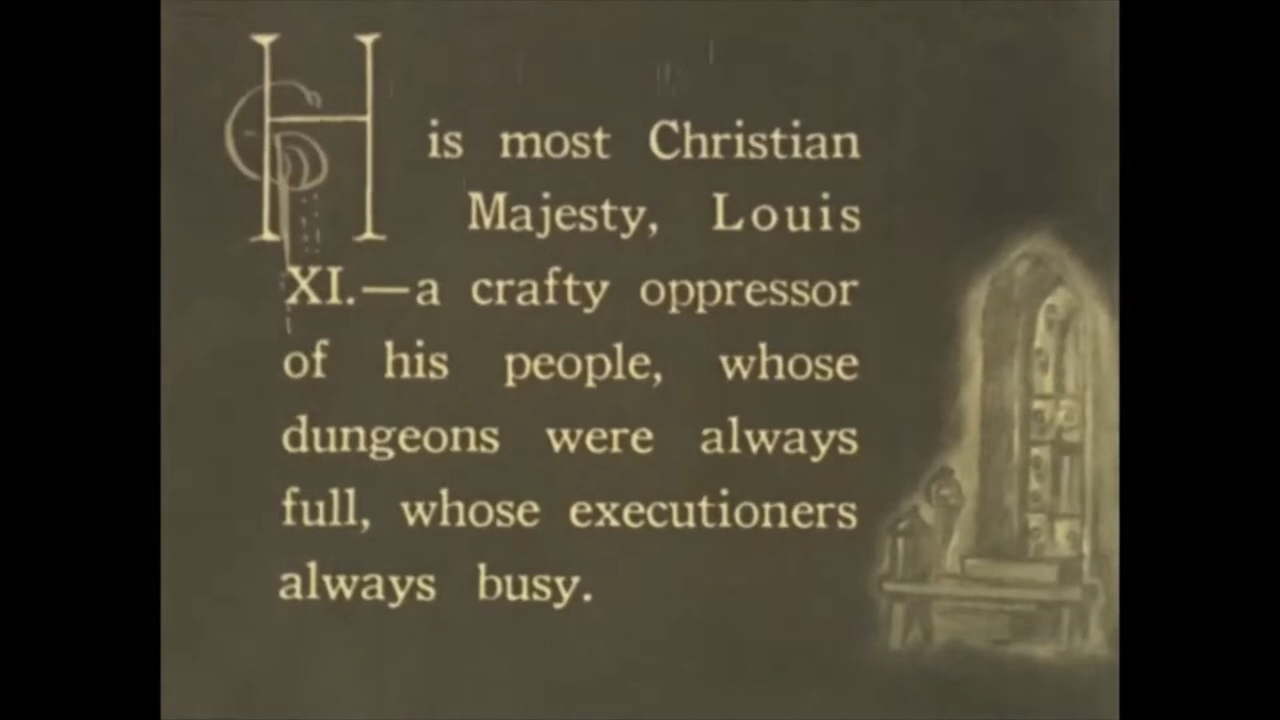 His most Christian
Majesty, Louis
XI.—a crafty oppressor
of his people, whose
dungeons were always
full, whose executioners
always busy.